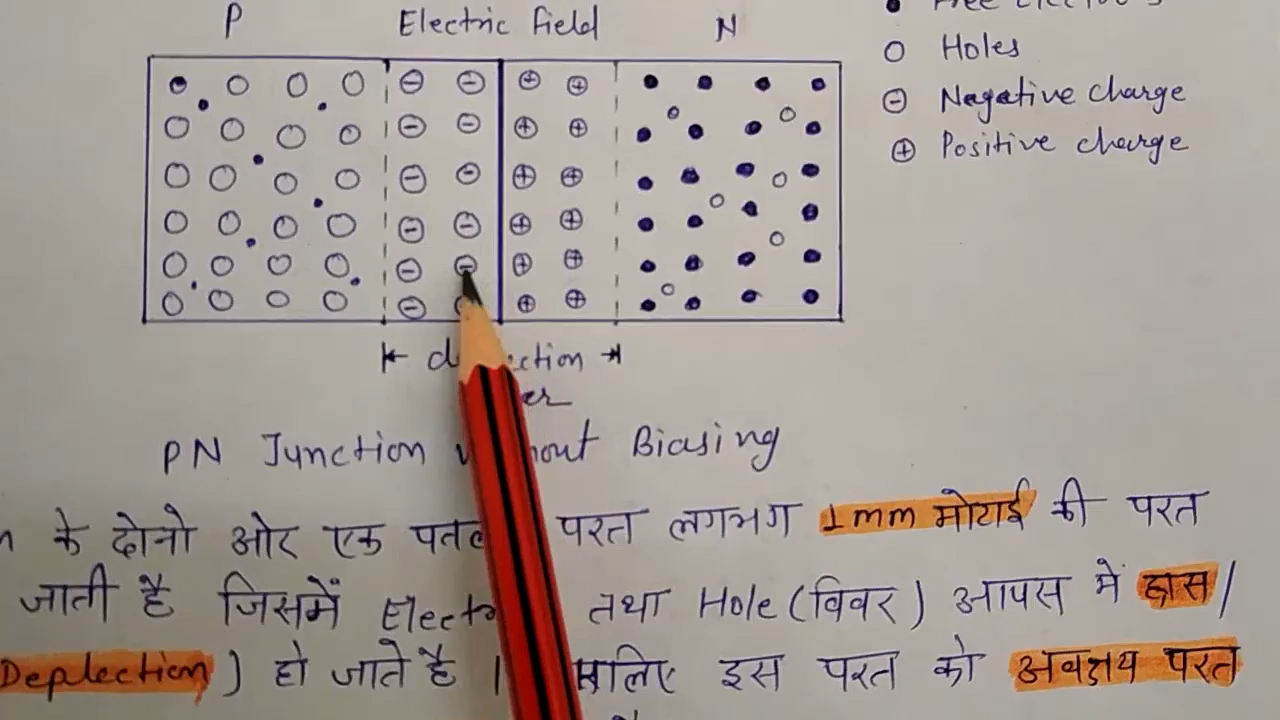 P Electric field N
Holes
Negative charge
Positive charge
PN Junction Biasing
के दोनो ओर एक परत लगभग 1mm मोटाई की परत
जाती है जिसमें तथा Hole (विवर) आपस में ह्रास/
Deplection) हो जाते है । इस परत को अवक्षय परत